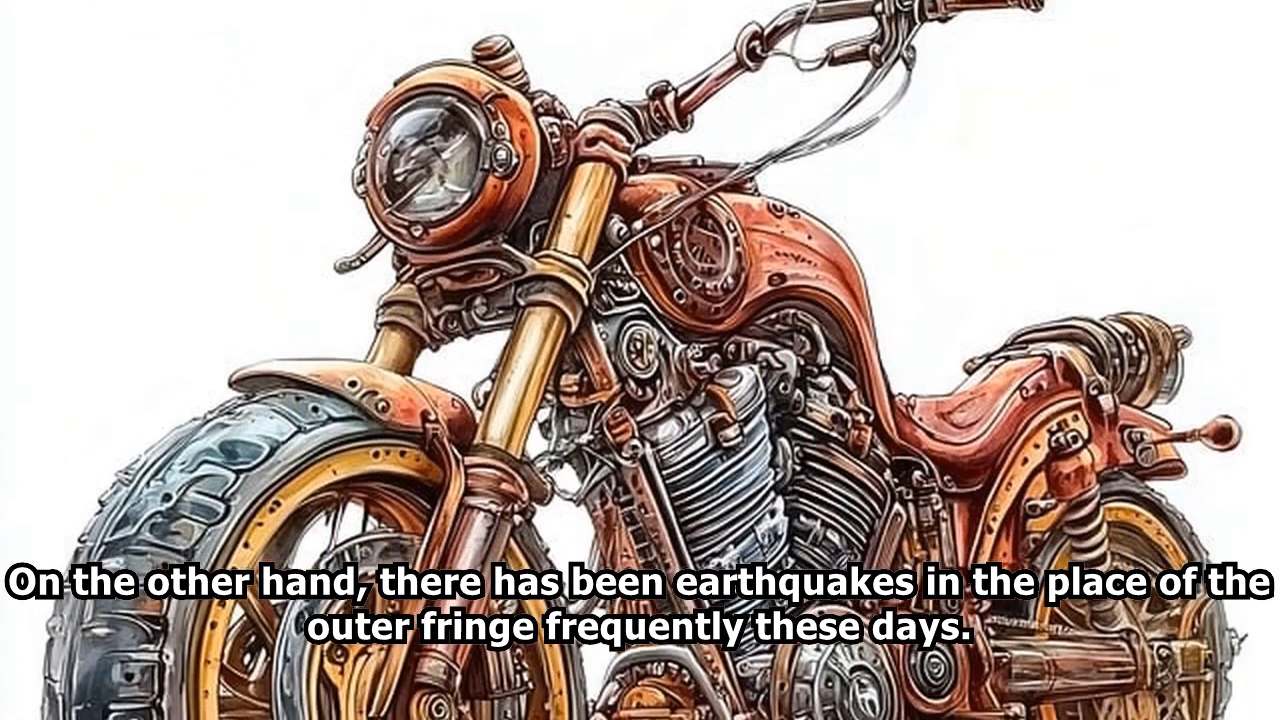 On the other hand, there has been earthquakes in the place of the
outer fringe frequently these days.